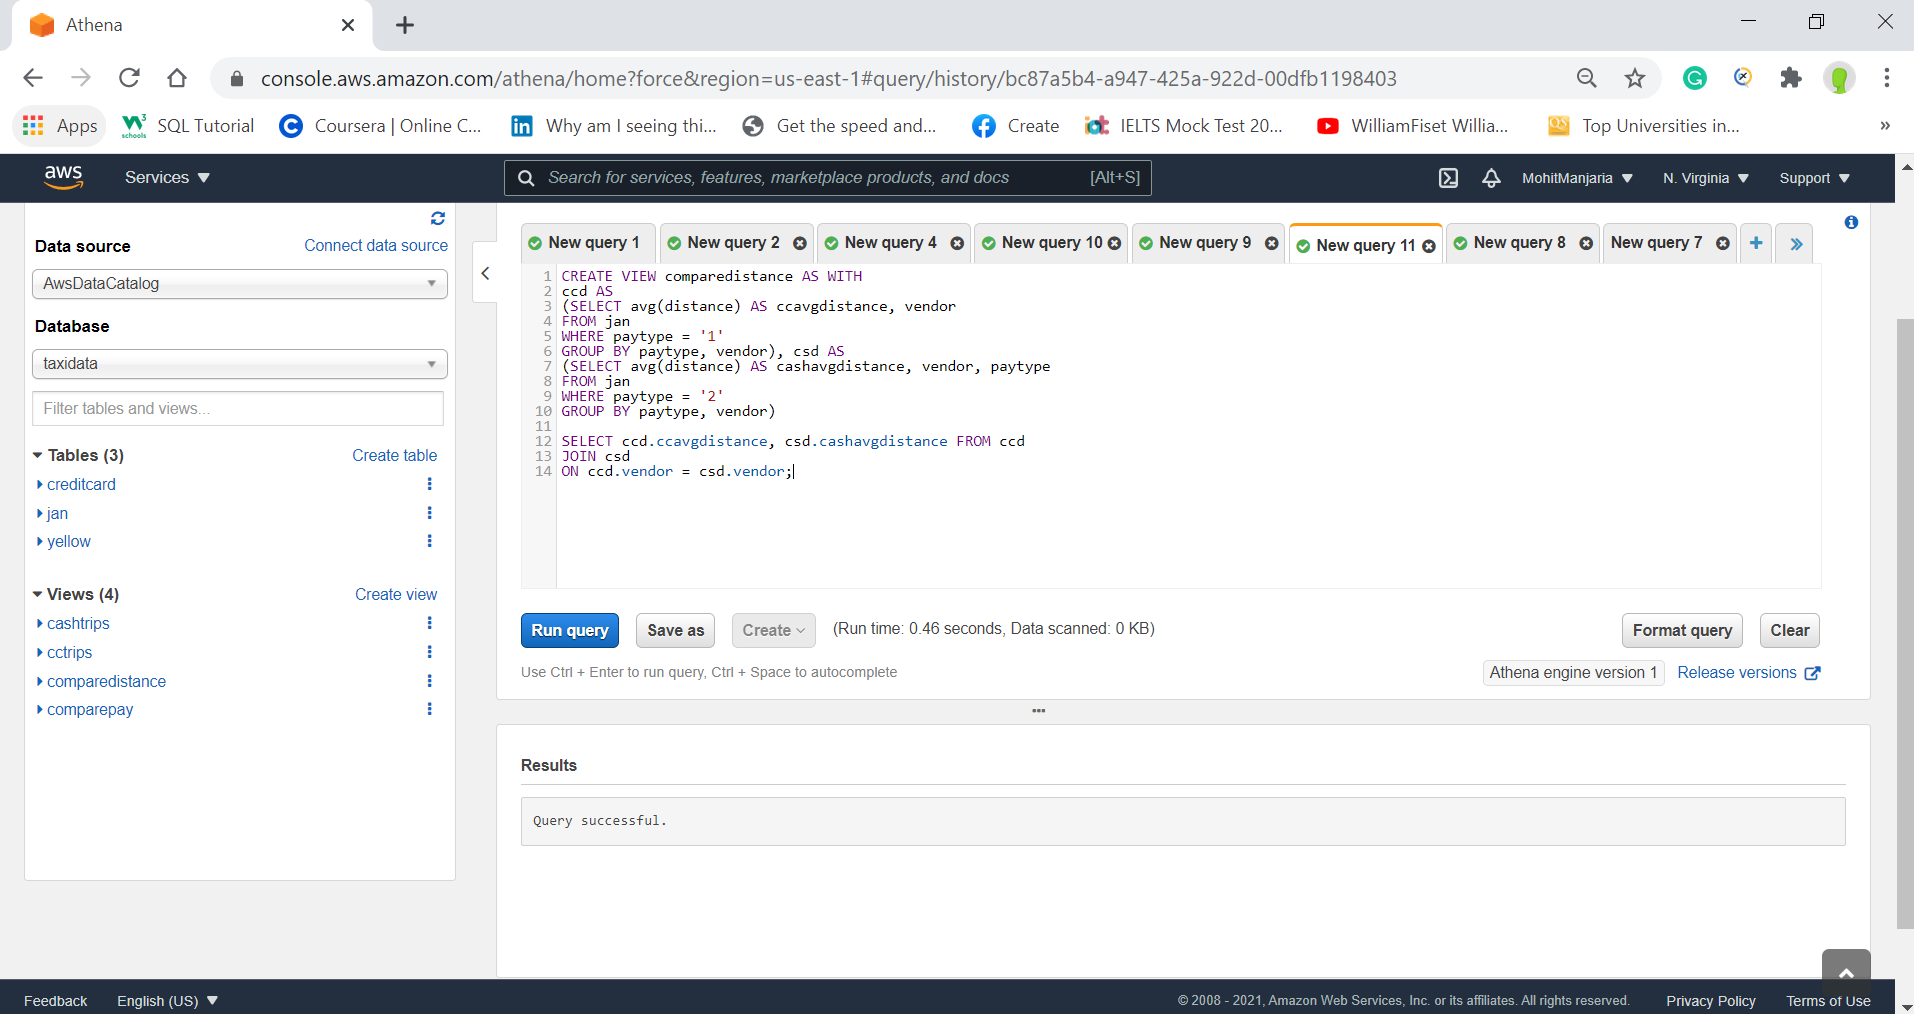 Athena
console.aws.amazon.com/athena/home?force&region=us-east-1#query/history/bc87a5b4-a947-425a-922d-00dfb1198403
Apps
W3 schools SQL Tutorial
Coursera | Online C...
in Why am I seeing thi...
Get the speed and...
Create
iot IELTS Mock Test 20...
WilliamFiset Willia...
QS Top Universities in...
»
aws
Services
Search for services, features, marketplace products, and docs [Alt+S]
MohitManjaria
N. Virginia
Support
Data source
Connect data source
AwsDataCatalog
Database
taxidata
Filter tables and views...
Tables (3)
Create table
creditcard
jan
yellow
Views (4)
Create view
cashtrips
cctrips
comparedistance
comparepay
New query 1
New query 2
New query 4
New query 10
New query 9
New query 11
New query 8
New query 7
+
»
1 CREATE VIEW comparedistance AS WITH
2 ccd AS
3 (SELECT avg(distance) AS ccavgdistance, vendor
4 FROM jan
5 WHERE paytype = '1'
6 GROUP BY paytype, vendor), csd AS
7 (SELECT avg(distance) AS cashavgdistance, vendor, paytype
8 FROM jan
9 WHERE paytype = '2'
10 GROUP BY paytype, vendor)
11
12 SELECT ccd.ccavgdistance, csd.cashavgdistance FROM ccd
13 JOIN csd
14 ON ccd.vendor = csd.vendor;
Run query
Save as
Create
(Run time: 0.46 seconds, Data scanned: 0 KB)
Format query
Clear
Use Ctrl + Enter to run query, Ctrl + Space to autocomplete
Athena engine version 1
Release versions
Results
Query successful.
Feedback
English (US)
© 2008 - 2021, Amazon Web Services, Inc. or its affiliates. All rights reserved.
Privacy Policy
Terms of Use